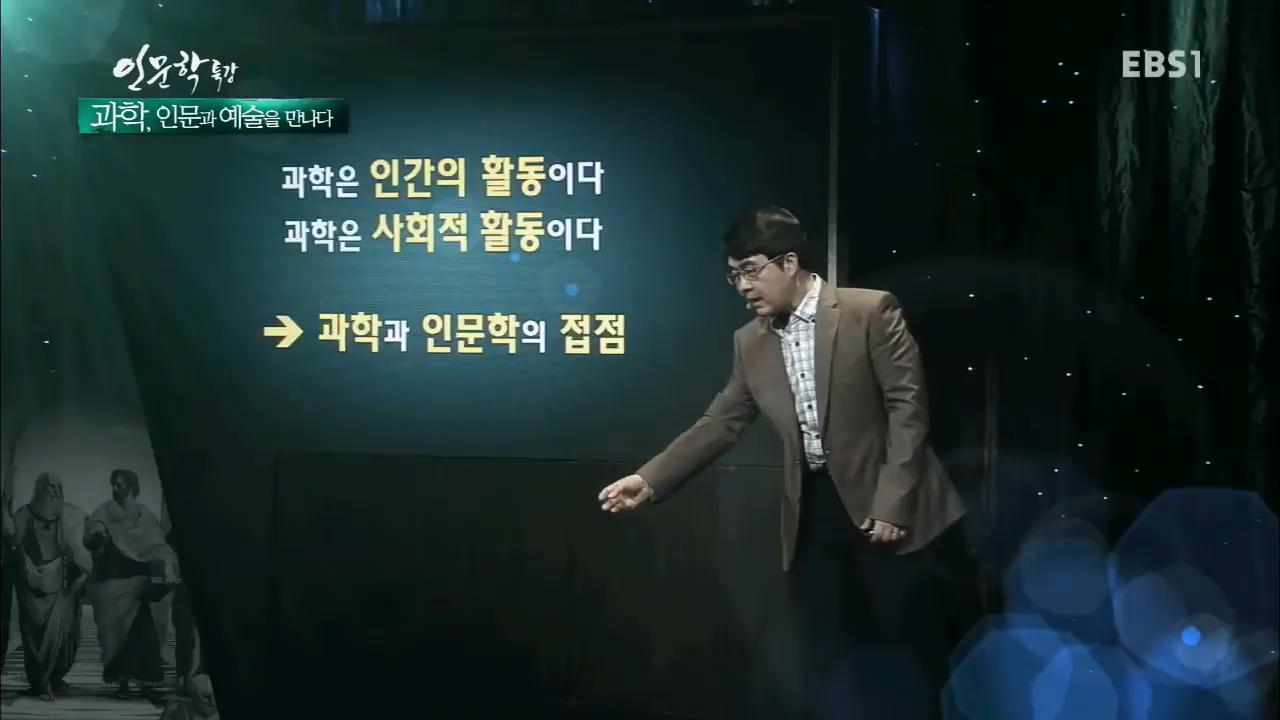 인문학 특강
EBS1
과학, 인문과 예술을 만나다
과학은 인간의 활동이다
과학은 사회적 활동이다
→ 과학과 인문학의 접점